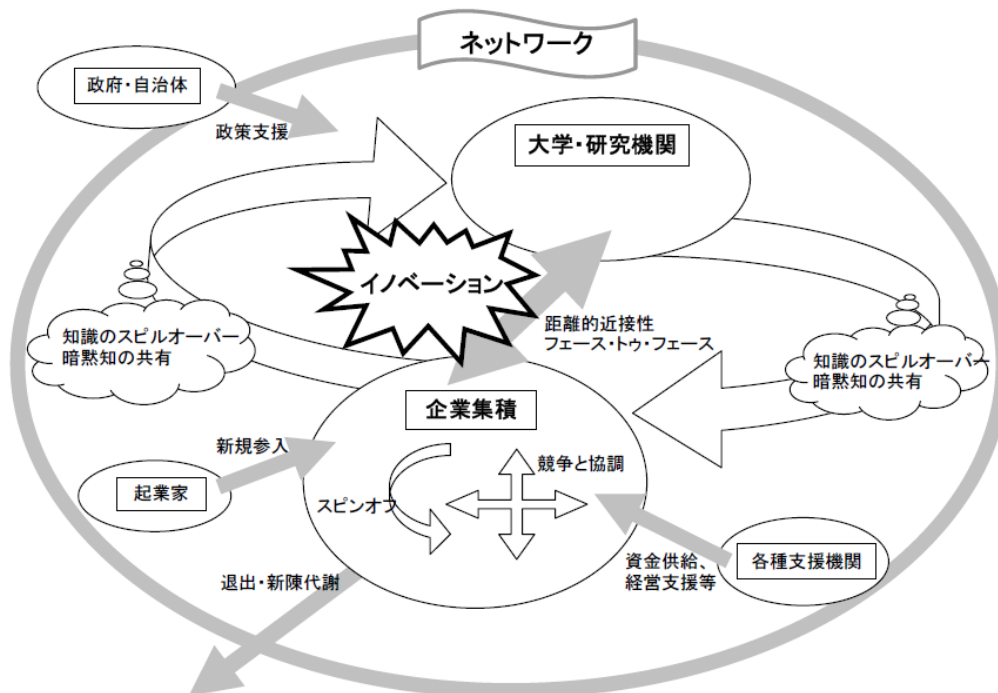 ネットワーク
政府・自治体
政策支援
大学・研究機関
イノベーション
距離的近接性
フェース・トゥ・フェース
知識のスピルオーバー
暗黙知の共有
知識のスピルオーバー
暗黙知の共有
企業集積
新規参入
起業家
競争と協調
スピンオフ
資金供給、
経営支援等
各種支援機関
退出・新陳代謝